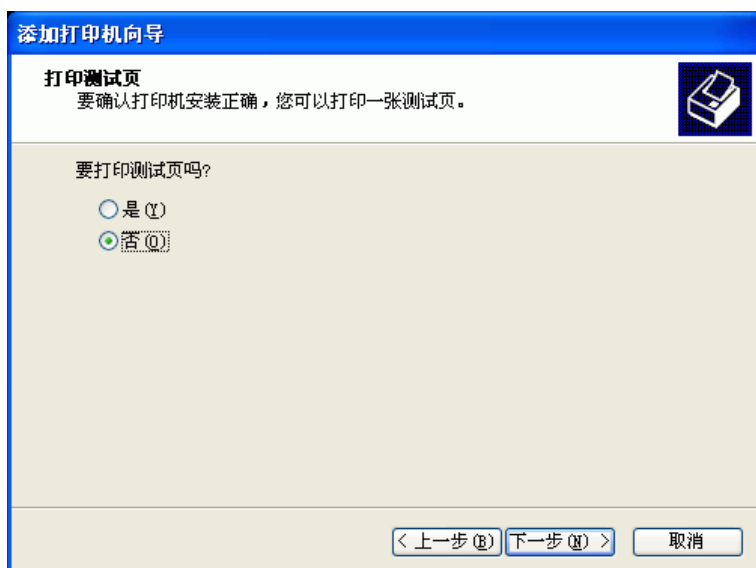 添加打印机向导
打印测试页
要确认打印机安装正确，您可以打印一张测试页。
要打印测试页吗?
是(Y)
否(O)
< 上一步(B) 下一步(N) > 取消